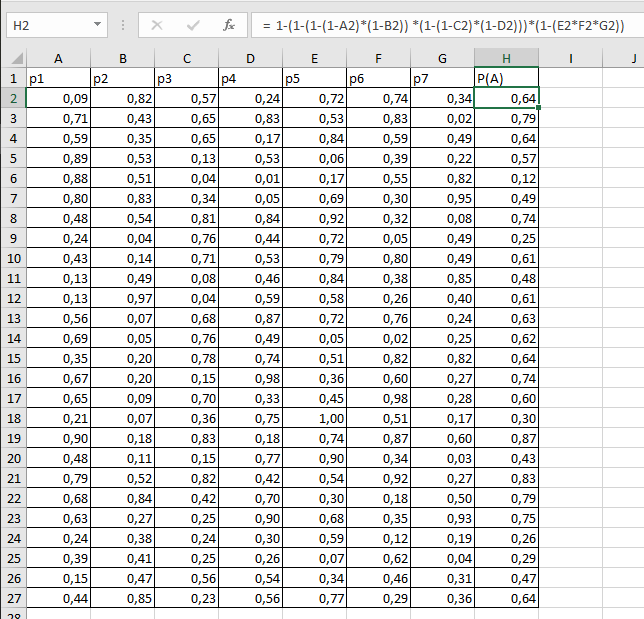 H2 fx = 1-(1-(1-(1-A2)*(1-B2)) *(1-(1-C2)*(1-D2)))*(1-(E2*F2*G2))
A B C D E F G H I J
1 p1 p2 p3 p4 p5 p6 p7 P(A)
2 0,09 0,82 0,57 0,24 0,72 0,74 0,34 0,64
3 0,71 0,43 0,65 0,83 0,53 0,83 0,02 0,79
4 0,59 0,35 0,65 0,17 0,84 0,59 0,49 0,64
5 0,89 0,53 0,13 0,53 0,06 0,39 0,22 0,57
6 0,88 0,51 0,04 0,01 0,17 0,55 0,82 0,12
7 0,80 0,83 0,34 0,05 0,69 0,30 0,95 0,49
8 0,48 0,54 0,81 0,84 0,92 0,32 0,08 0,74
9 0,24 0,04 0,76 0,44 0,72 0,05 0,49 0,25
10 0,43 0,14 0,71 0,53 0,79 0,80 0,49 0,61
11 0,13 0,49 0,08 0,46 0,84 0,38 0,85 0,48
12 0,13 0,97 0,04 0,59 0,58 0,26 0,40 0,61
13 0,56 0,07 0,68 0,87 0,72 0,76 0,24 0,63
14 0,69 0,05 0,76 0,49 0,05 0,02 0,25 0,62
15 0,35 0,20 0,78 0,74 0,51 0,82 0,82 0,64
16 0,67 0,20 0,15 0,98 0,36 0,60 0,27 0,74
17 0,65 0,09 0,70 0,33 0,45 0,98 0,28 0,60
18 0,21 0,07 0,36 0,75 1,00 0,51 0,17 0,30
19 0,90 0,18 0,83 0,18 0,74 0,87 0,60 0,87
20 0,48 0,11 0,15 0,77 0,90 0,34 0,03 0,43
21 0,79 0,52 0,82 0,42 0,54 0,92 0,27 0,83
22 0,68 0,84 0,42 0,70 0,30 0,18 0,50 0,79
23 0,63 0,27 0,25 0,90 0,68 0,35 0,93 0,75
24 0,24 0,38 0,24 0,30 0,59 0,12 0,19 0,26
25 0,39 0,41 0,25 0,26 0,07 0,62 0,04 0,29
26 0,15 0,47 0,56 0,54 0,34 0,46 0,31 0,47
27 0,44 0,85 0,23 0,56 0,77 0,29 0,36 0,64
28